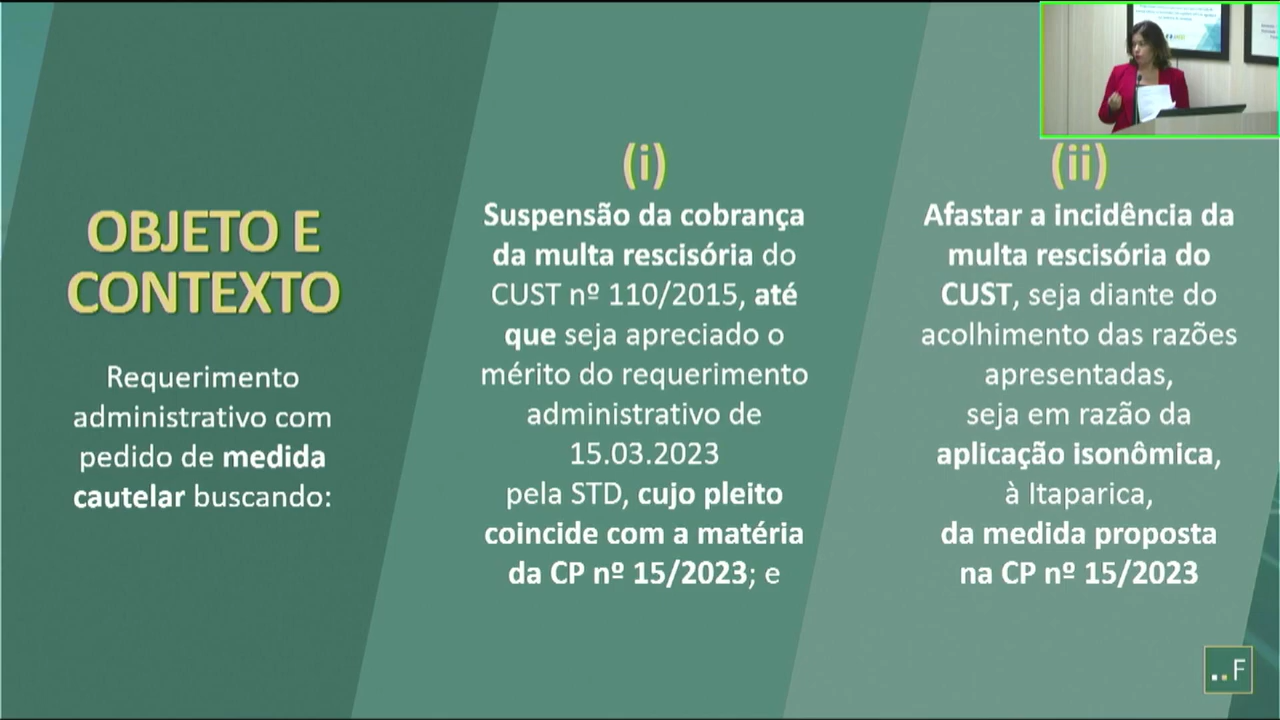 OBJETO E
CONTEXTO
Requerimento
administrativo com
pedido de medida
cautelar buscando:
(i)
Suspensão da cobrança
da multa rescisória do
CUST nº 110/2015, até
que seja apreciado o
mérito do requerimento
administrativo de
15.03.2023
pela STD, cujo pleito
coincide com a matéria
da CP nº 15/2023; e
(ii)
Afastar a incidência da
multa rescisória do
CUST, seja diante do
acolhimento das razões
apresentadas,
seja em razão da
aplicação isonômica,
à Itaparica,
da medida proposta
na CP nº 15/2023
..F